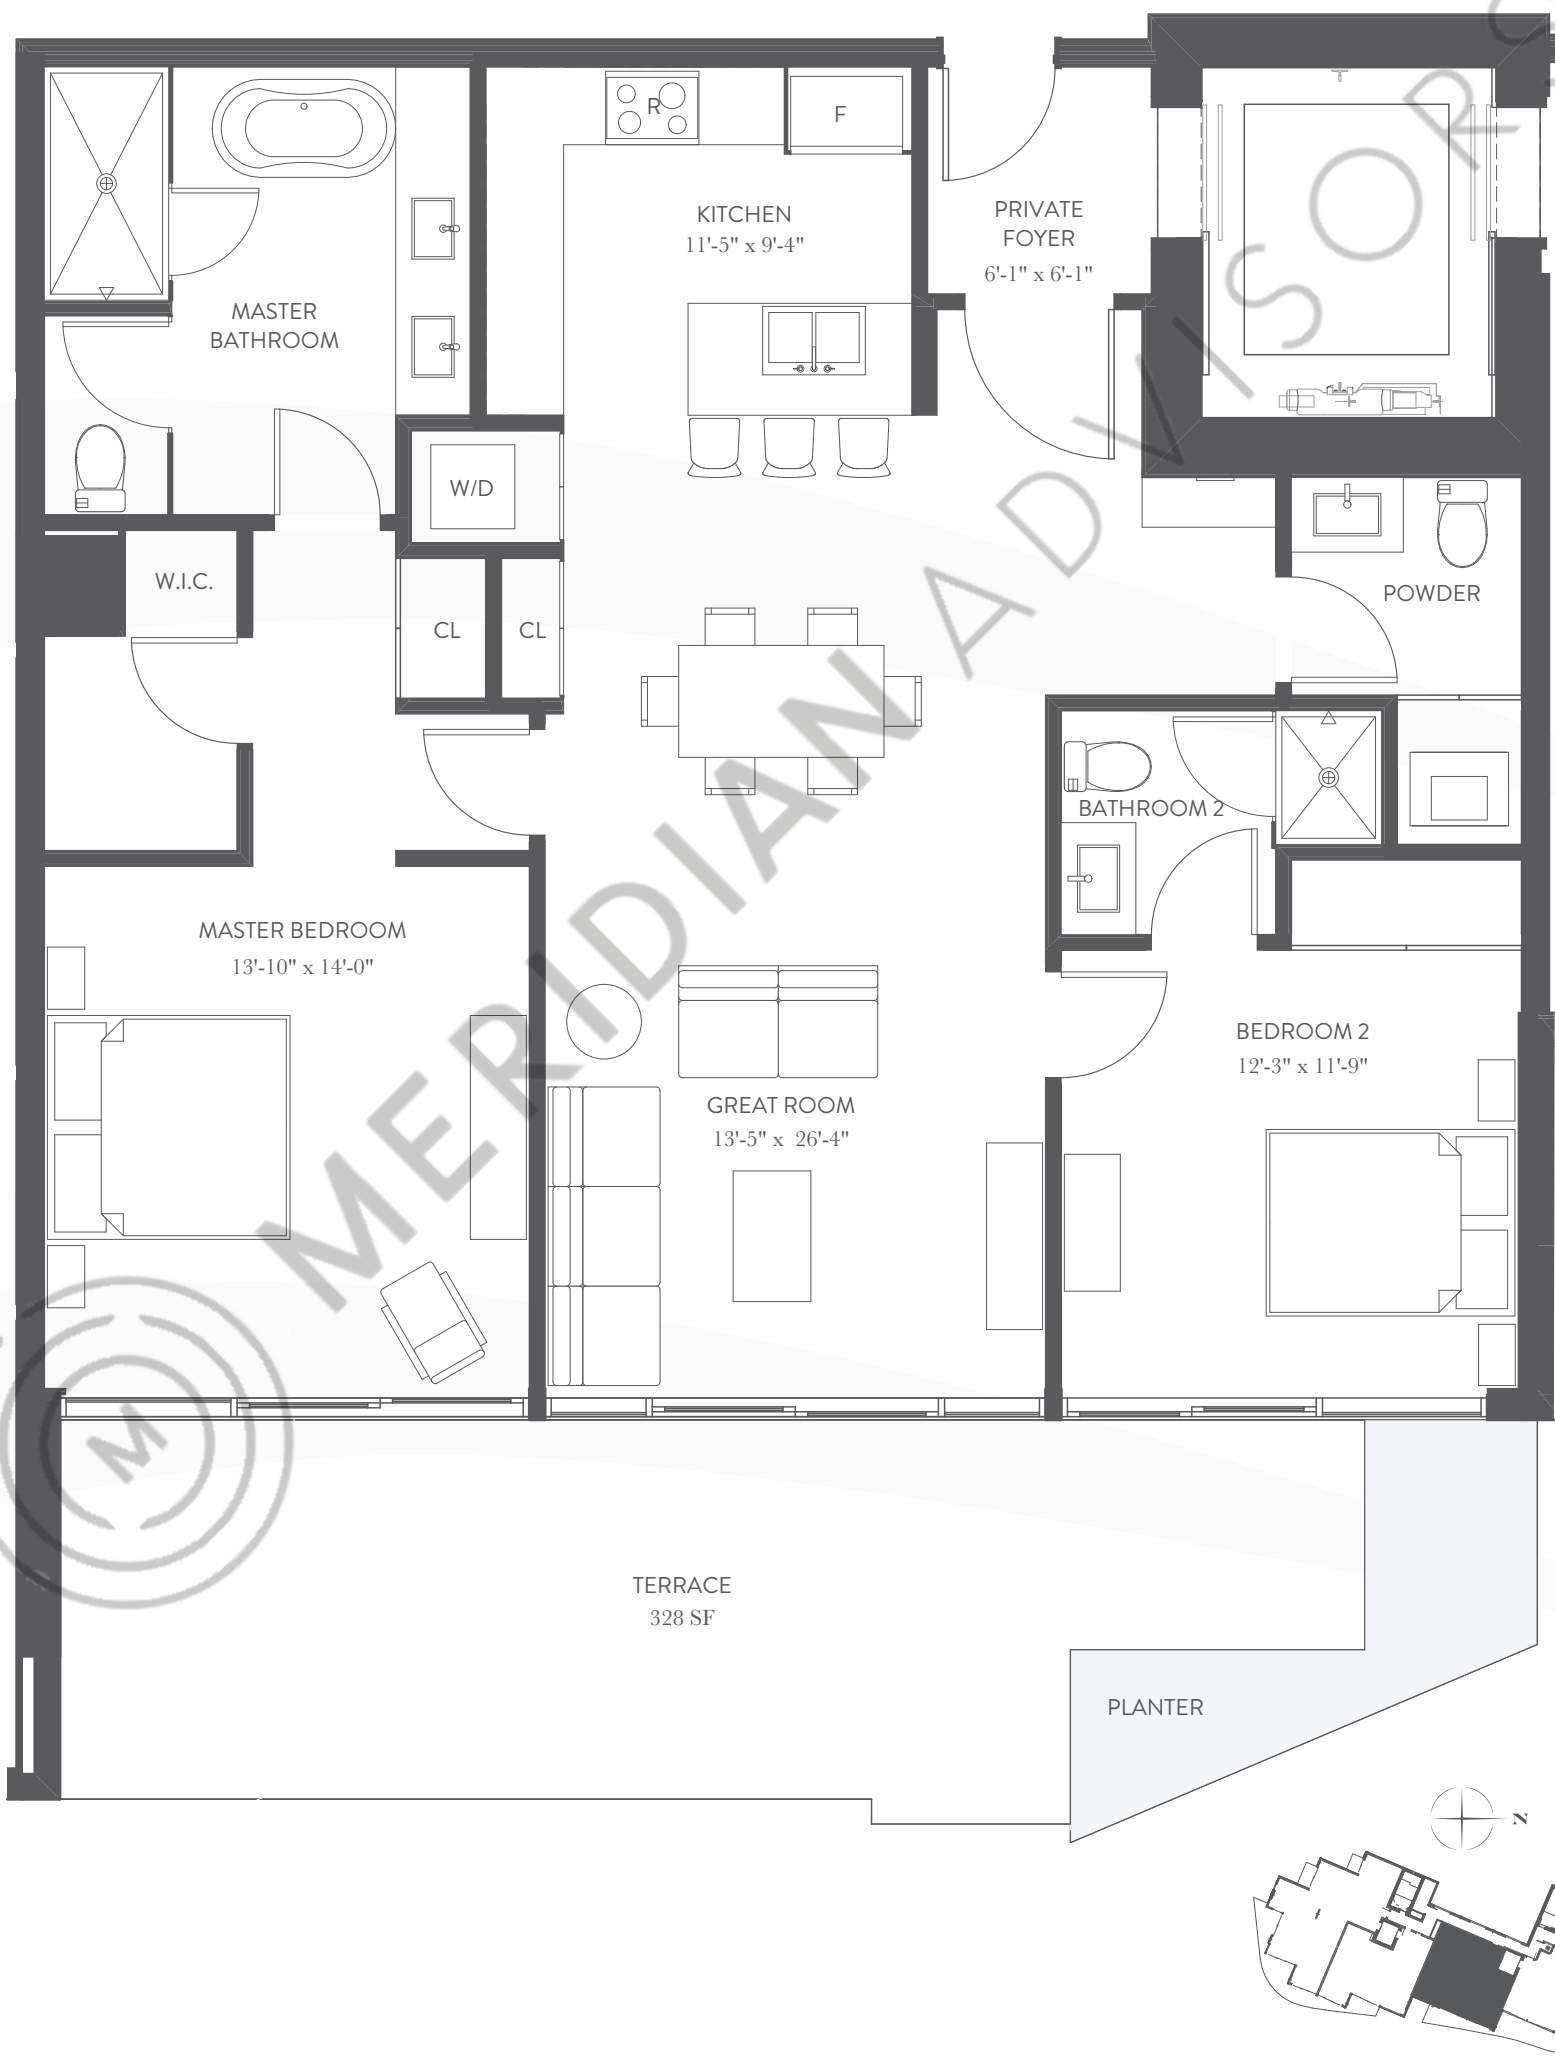 R
F
KITCHEN
11'-5" x 9'-4"
PRIVATE
FOYER
6'-1" x 6'-1"
MASTER
BATHROOM
W/D
W.I.C.
CL
CL
POWDER
BATHROOM 2
MASTER BEDROOM
13'-10" x 14'-0"
BEDROOM 2
12'-3" x 11'-9"
GREAT ROOM
13'-5" x 26'-4"
TERRACE
328 SF
PLANTER
N
M
MERIDIAN ADVISORS